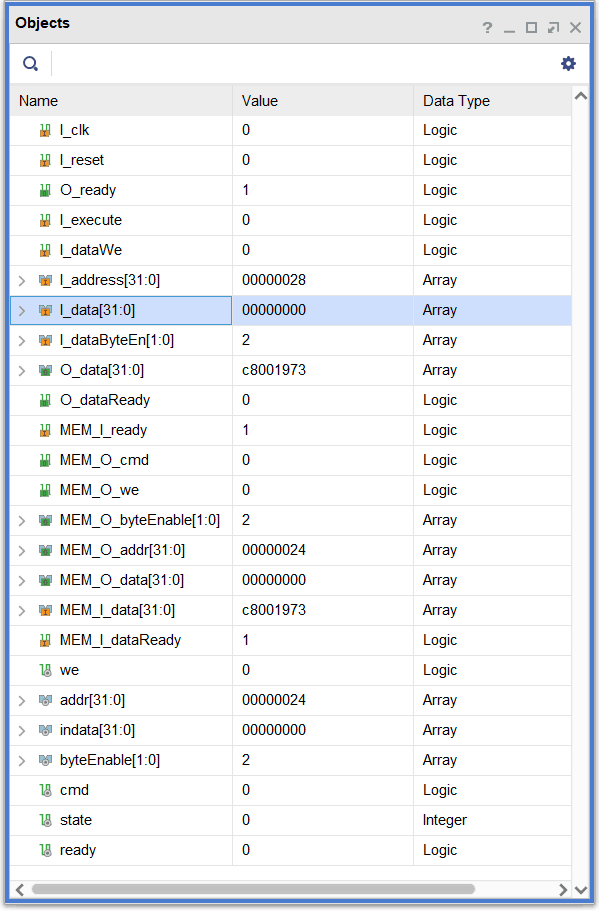 Objects
?
Name Value Data Type
I_clk 0 Logic
I_reset 0 Logic
O_ready 1 Logic
I_execute 0 Logic
I_dataWe 0 Logic
I_address[31:0] 00000028 Array
I_data[31:0] 00000000 Array
I_dataByteEn[1:0] 2 Array
O_data[31:0] c8001973 Array
O_dataReady 0 Logic
MEM_I_ready 1 Logic
MEM_O_cmd 0 Logic
MEM_O_we 0 Logic
MEM_O_byteEnable[1:0] 2 Array
MEM_O_addr[31:0] 00000024 Array
MEM_O_data[31:0] 00000000 Array
MEM_I_data[31:0] c8001973 Array
MEM_I_dataReady 1 Logic
we 0 Logic
addr[31:0] 00000024 Array
indata[31:0] 00000000 Array
byteEnable[1:0] 2 Array
cmd 0 Logic
state 0 Integer
ready 0 Logic